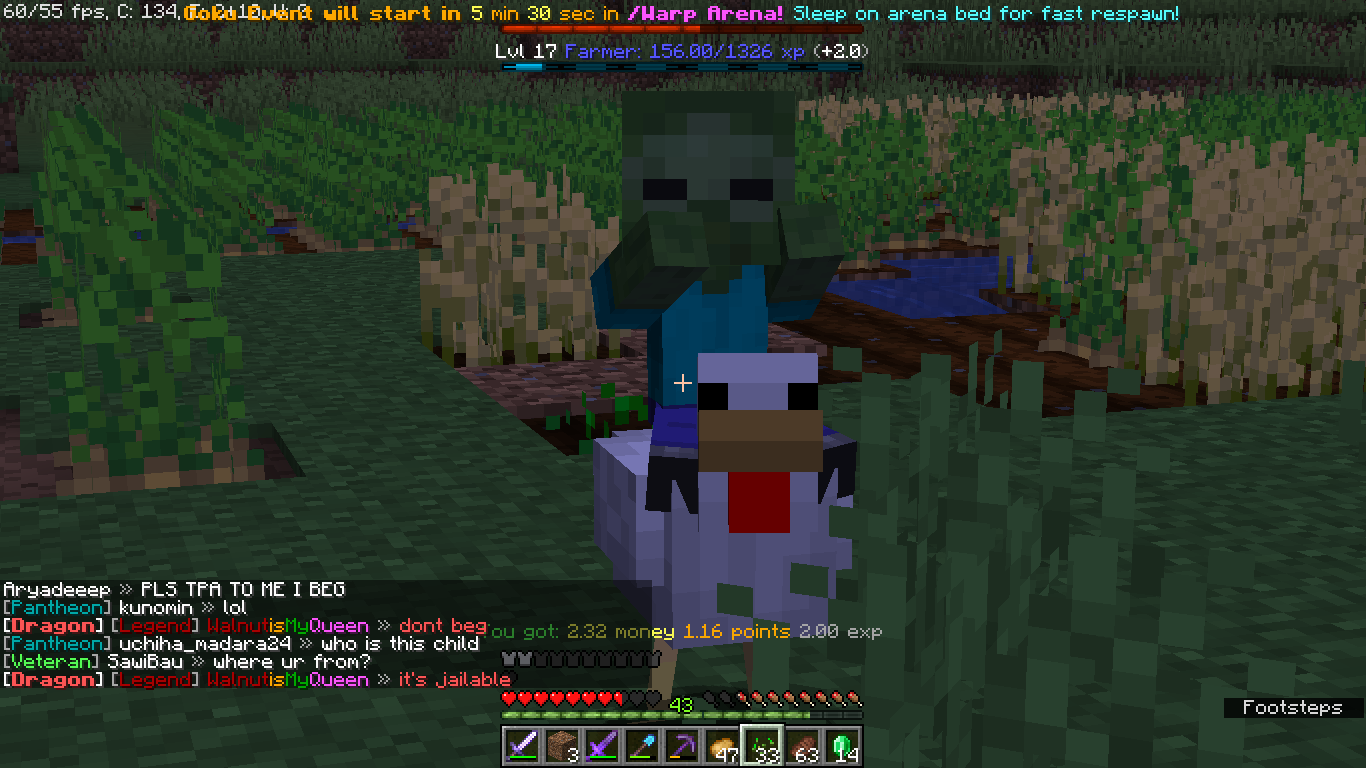 60/55 fps, C: 134,
Event will start in 5 min 30 sec in /Warp Arena! Sleep on arena bed for fast respawn!
Lvl 17 Farmer: 156.00/1326 xp (+2.0)
Aryadeeep » PLS TPA TO ME I BEG
[Pantheon] kunomin » lol
[Dragon] [Legend] WalnutisMyQueen » dont beg
You got: 2.32 money 1.16 points 2.00 exp
[Pantheon] uchiha_madara24 » who is this child
[Veteran] SawiBau » where ur from?
[Dragon] [Legend] WalnutisMyQueen » it's jailable
43
Footsteps
3 47 33 63 14